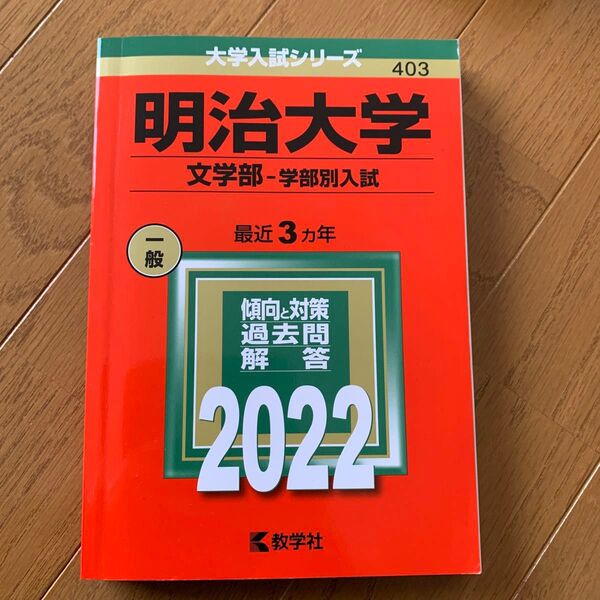 大学入試シリーズ
403
明治大学
文学部-学部別入試
一般
最近3ヵ年
傾向と対策
過去問
解答
2022
教学社